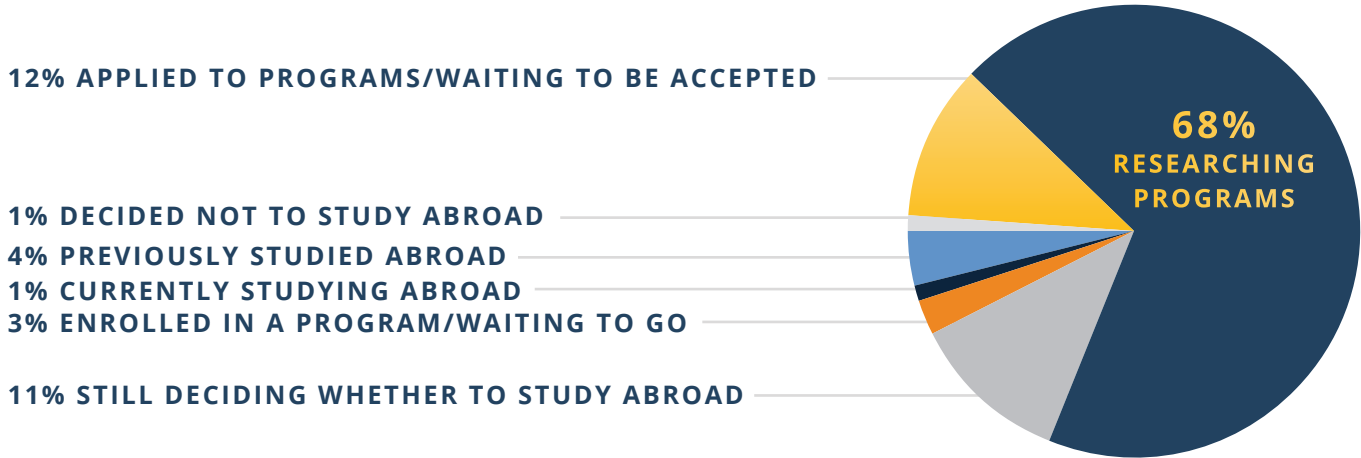 12% APPLIED TO PROGRAMS/WAITING TO BE ACCEPTED
68%
RESEARCHING
PROGRAMS
1% DECIDED NOT TO STUDY ABROAD
4% PREVIOUSLY STUDIED ABROAD
1% CURRENTLY STUDYING ABROAD
3% ENROLLED IN A PROGRAM/WAITING TO GO
11% STILL DECIDING WHETHER TO STUDY ABROAD